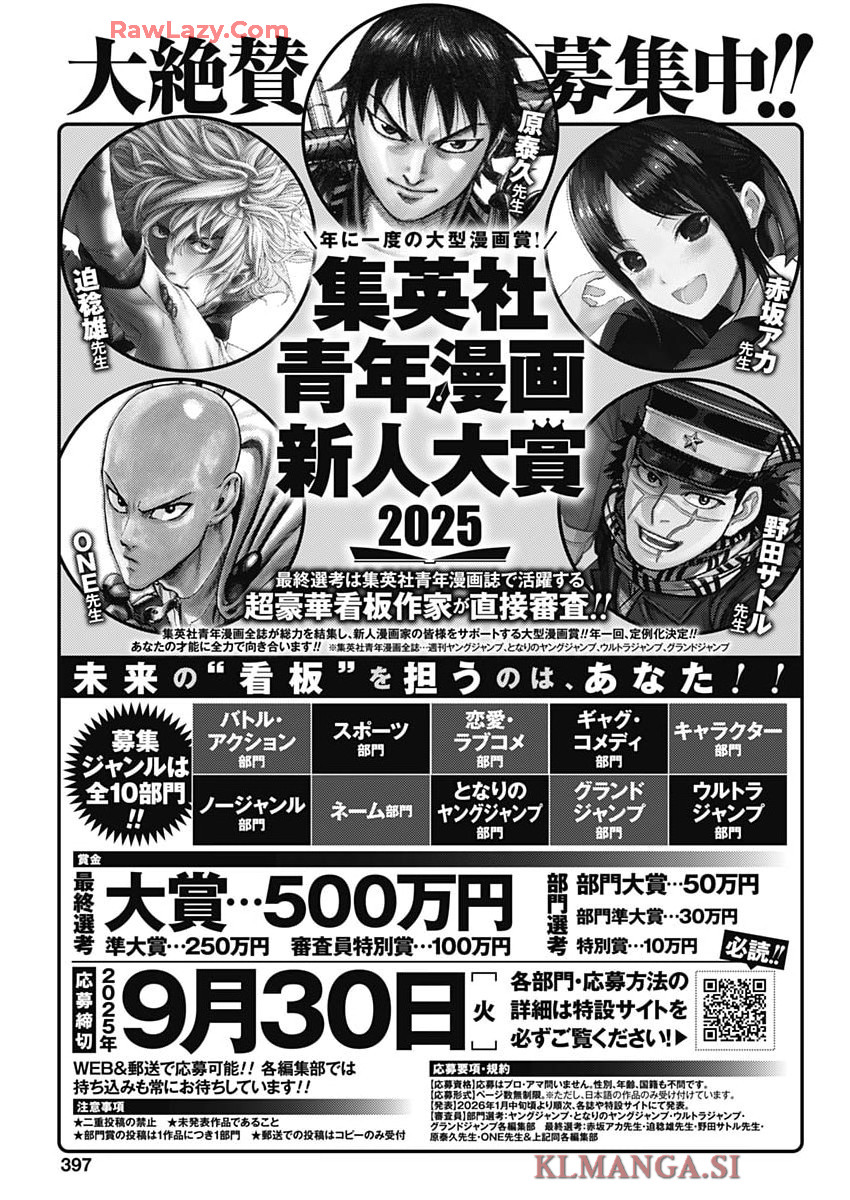 RawLazy.Com
大絶賛 募集中!!
原泰久先生
迫稔雄先生
赤坂アカ先生
\年に一度の大型漫画賞!/
集英社
青年漫画
新人大賞
2025
ONE先生
野田サトル先生
最終選考は集英社青年漫画誌で活躍する
超豪華看板作家が直接審査!!
集英社青年漫画全誌が総力を結集し、新人漫画家の皆様をサポートする大型漫画賞!!年一回、定例化決定!!
あなたの才能に全力で向き合います!! ※集英社青年漫画全誌…週刊ヤングジャンプ、となりのヤングジャンプ、ウルトラジャンプ、グランドジャンプ
未来の“看板”を担うのは、あなた!!
募集
ジャンルは
全10部門
!!
バトル・
アクション
部門
スポーツ
部門
恋愛・
ラブコメ
部門
ギャグ・
コメディ
部門
キャラクター
部門
ノージャンル
部門
ネーム部門
となりの
ヤングジャンプ
部門
グランド
ジャンプ
部門
ウルトラ
ジャンプ
部門
賞金
最終選考
大賞…500万円
準大賞…250万円 審査員特別賞…100万円
部門選考
部門大賞…50万円
部門準大賞…30万円
特別賞…10万円
必読!!
応募締切
2025年
9月30日
[火]
各部門・応募方法の
詳細は特設サイトを
必ずご覧ください!▶
WEB&郵送で応募可能!! 各編集部では
持ち込みも常にお待ちしています!!
注意事項
★二重投稿の禁止 ★未発表作品であること
★部門賞の投稿は1作品につき1部門 ★郵送での投稿はコピーのみ受付
応募要項・規約
【応募資格】応募はプロ・アマ問いません。性別、年齢、国籍も不問です。
【応募形式】ページ数無制限。※ただし、日本語の作品のみ受け付けています。
【発表】2026年1月中旬頃より順次、各誌や特設サイトにて発表。
【審査員】部門選考:ヤングジャンプ・となりのヤングジャンプ・ウルトラジャンプ・
グランドジャンプ各編集部 最終選考:赤坂アカ先生・迫稔雄先生・野田サトル先生・
原泰久先生・ONE先生&上記同各編集部
397
KLMANGA.SI